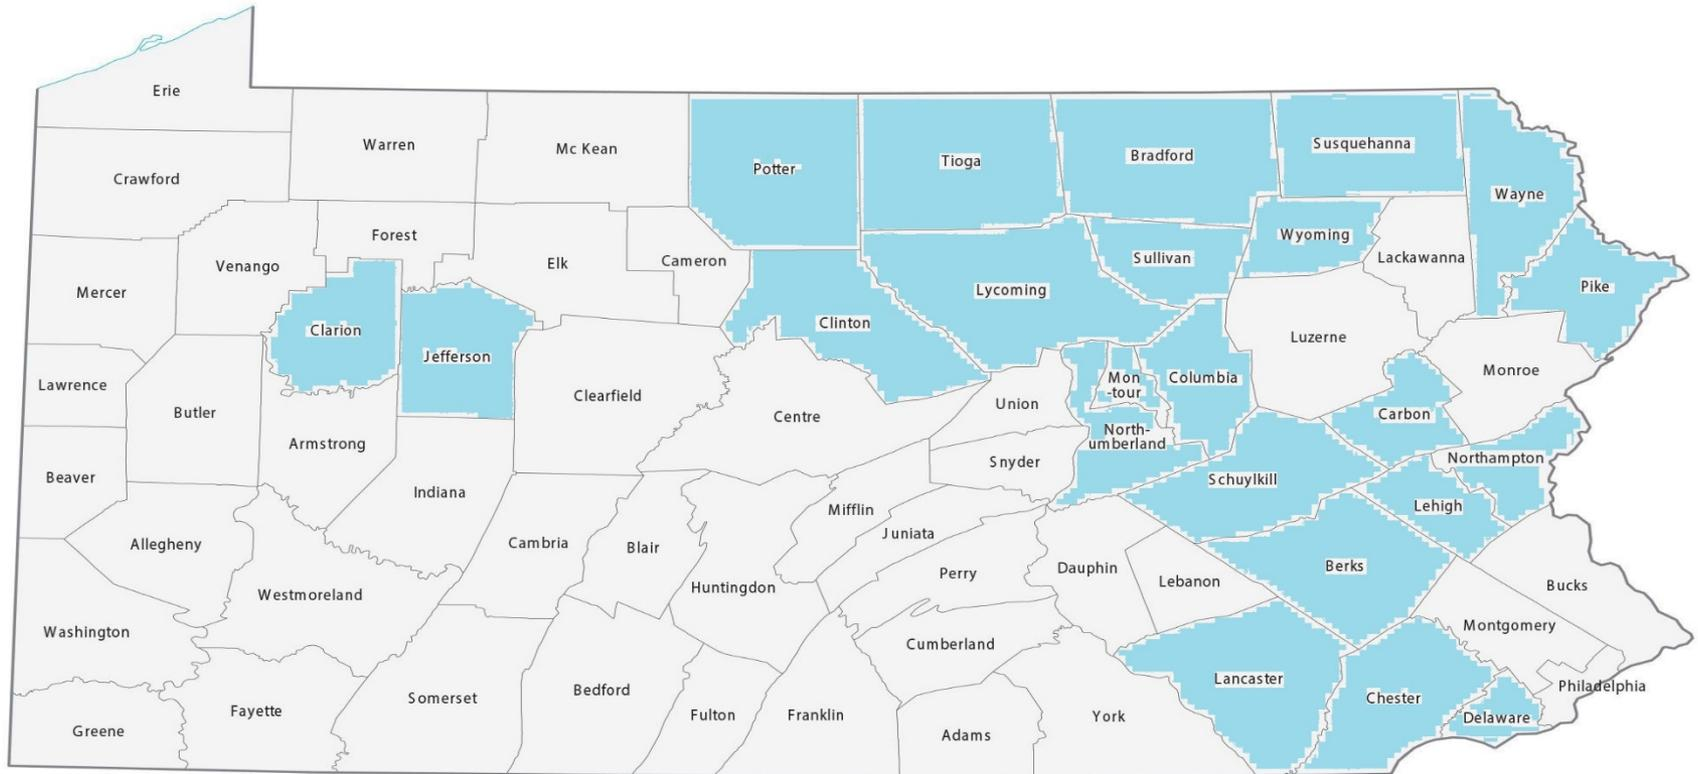 Erie
Warren
Mc Kean
Potter
Tioga
Bradford
Susquehanna
Wayne
Crawford
Forest
Venango
Elk
Cameron
Wyoming
Sullivan
Lackawanna
Pike
Mercer
Clarion
Jefferson
Clinton
Lycoming
Luzerne
Monroe
Lawrence
Butler
Clearfield
Centre
Union
Mon
-tour
Columbia
Carbon
Armstrong
North-
umberland
Northampton
Beaver
Indiana
Snyder
Schuylkill
Lehigh
Mifflin
Juniata
Allegheny
Cambria
Blair
Huntingdon
Perry
Dauphin
Lebanon
Berks
Bucks
Westmoreland
Washington
Cumberland
Montgomery
Greene
Fayette
Somerset
Bedford
Fulton
Franklin
Adams
York
Lancaster
Chester
Delaware
Philadelphia